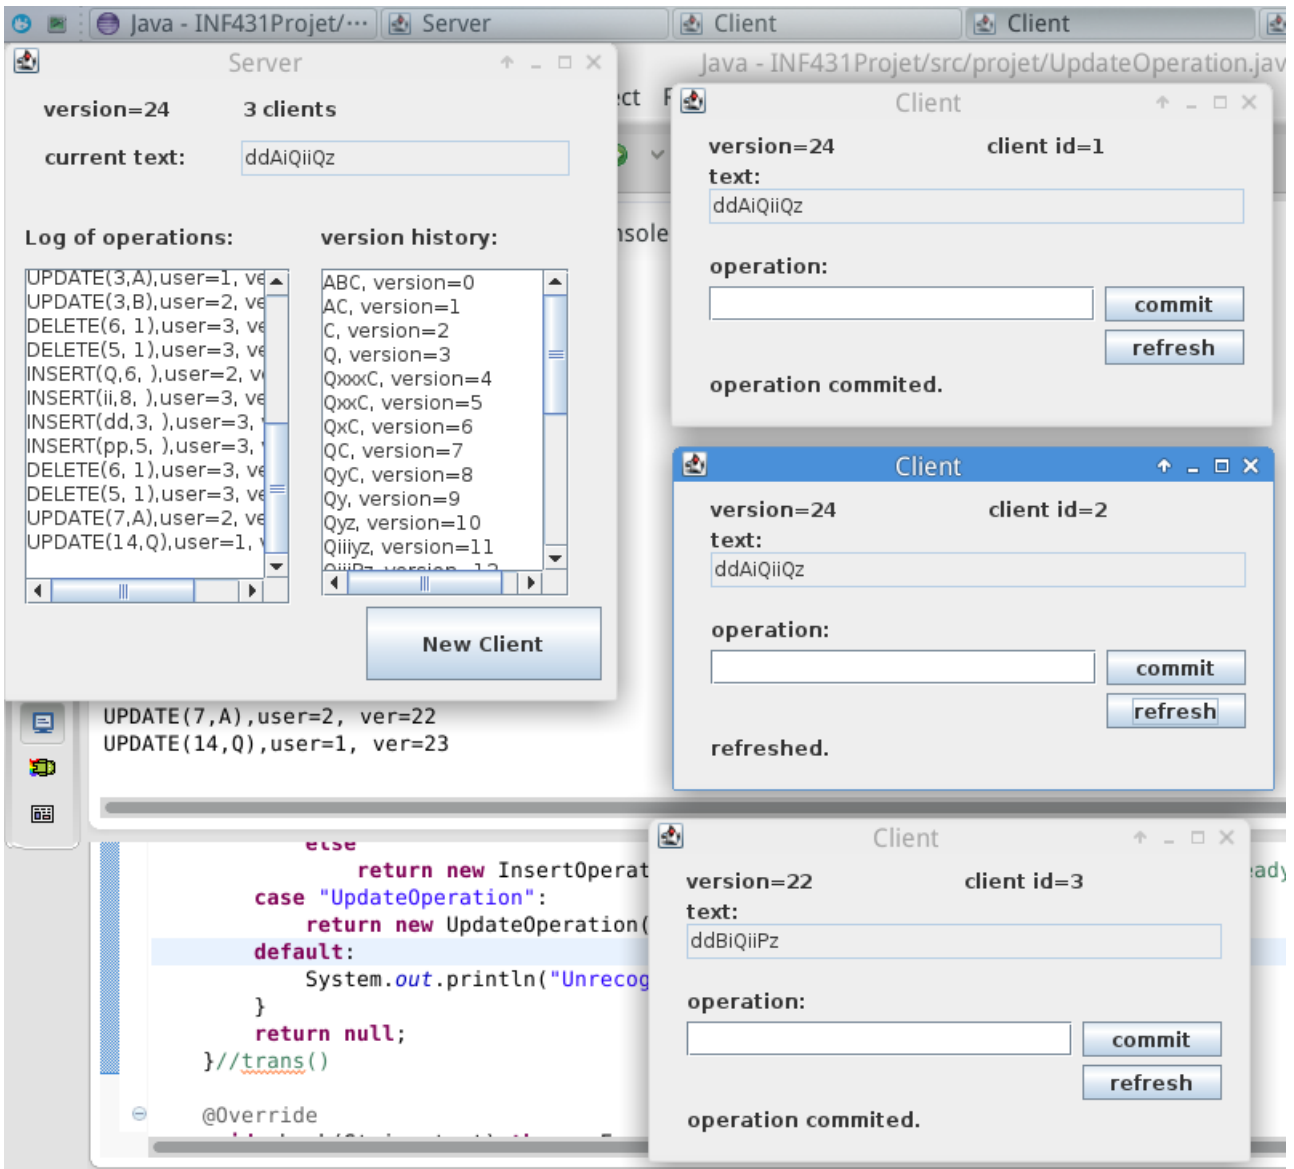 Java - INF431Projet/···
Server
Client
Client
Server
version=24 3 clients
current text: ddAiQiiQz
Log of operations:
UPDATE(3,A),user=1, ve
UPDATE(3,B),user=2, ve
DELETE(6, 1),user=3, ve
DELETE(5, 1),user=3, ve
INSERT(Q,6, ),user=2, v
INSERT(ii,8, ),user=3, ve
INSERT(dd,3, ),user=3,
INSERT(pp,5, ),user=3,
DELETE(6, 1),user=3, ve
DELETE(5, 1),user=3, ve
UPDATE(7,A),user=2, ve
UPDATE(14,Q),user=1,
version history:
ABC, version=0
AC, version=1
C, version=2
Q, version=3
QxxxC, version=4
QxxC, version=5
QxC, version=6
QC, version=7
QyC, version=8
Qy, version=9
Qyz, version=10
Qiiiyz, version=11
New Client
Java - INF431Projet/src/projet/UpdateOperation.jav
ect
nsole
Client
version=24 client id=1
text:
ddAiQiiQz
operation:
commit
refresh
operation commited.
Client
version=24 client id=2
text:
ddAiQiiQz
operation:
commit
refresh
refreshed.
UPDATE(7,A),user=2, ver=22
UPDATE(14,Q),user=1, ver=23
else
return new InsertOperat
case "UpdateOperation":
return new UpdateOperation(
default:
System.out.println("Unrecog
}
return null;
}//trans()
@Override
ady
Client
version=22 client id=3
text:
ddBiQiiPz
operation:
commit
refresh
operation commited.